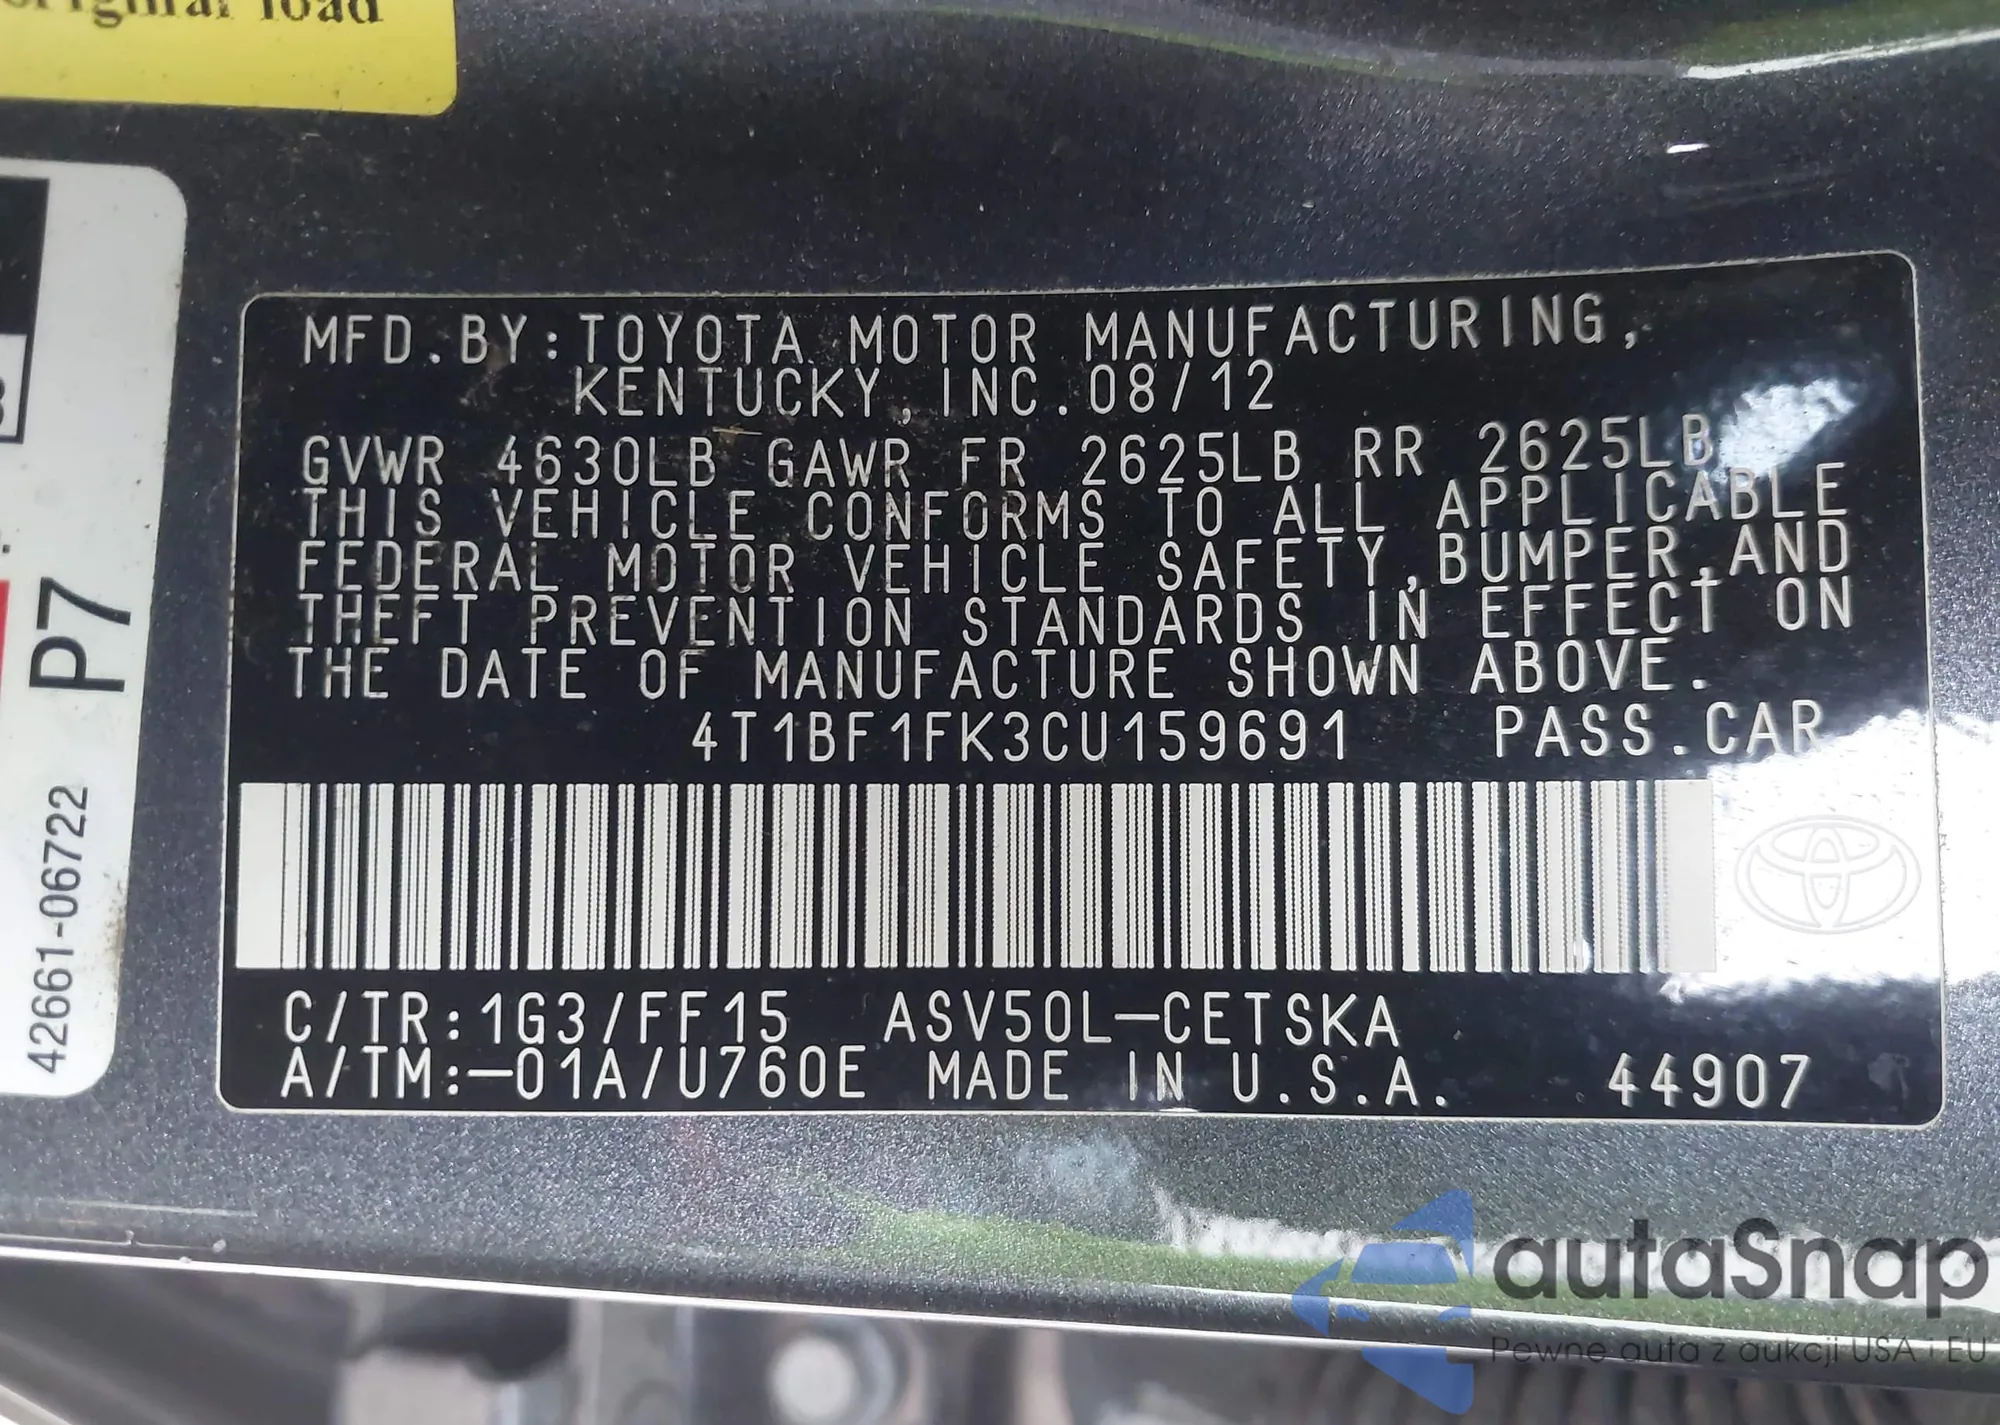 original load
P7
42661-06722
MFD.BY:TOYOTA MOTOR MANUFACTURING,
KENTUCKY,INC.08/12
GVWR 4630LB GAWR FR 2625LB RR 2625LB
THIS VEHICLE CONFORMS TO ALL APPLICABLE
FEDERAL MOTOR VEHICLE SAFETY,BUMPER,AND
THEFT PREVENTION STANDARDS IN EFFECT ON
THE DATE OF MANUFACTURE SHOWN ABOVE.
4T1BF1FK3CU159691 PASS.CAR
C/TR:1G3/FF15 ASV50L-CETSKA
A/TM:-01A/U760E MADE IN U.S.A. 44907
autaSnap
Pewne auta z aukcji USA i EU